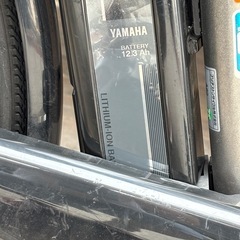 YAMAHA
BATTERY
12.3 Ah
LITHIUM ION BA